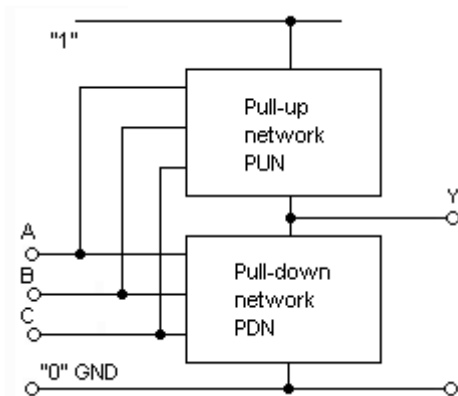 "1"
Pull-up
network
PUN
Y
A
B
C
Pull-down
network
PDN
"0" GND